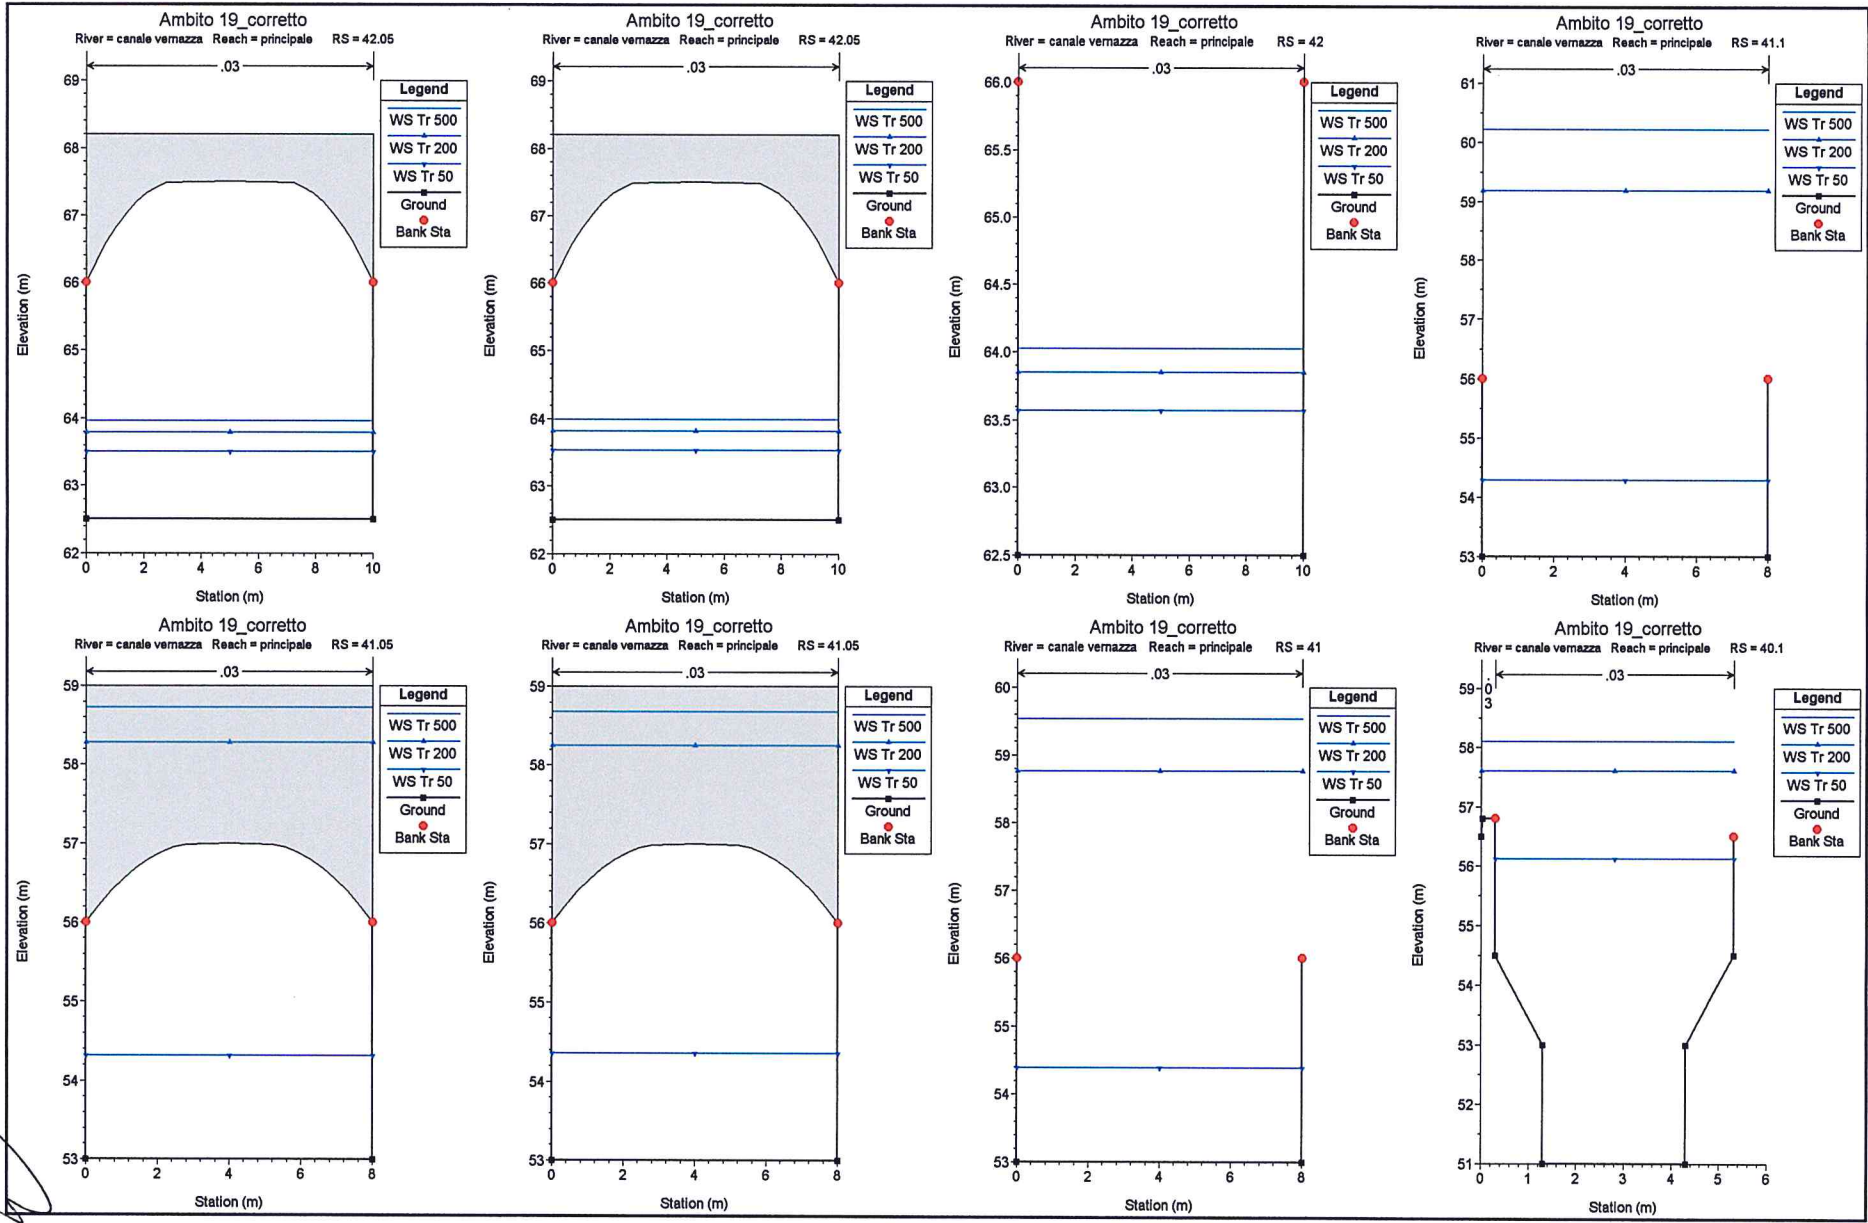 Ambito 19_corretto
River = canale vernazza Reach = principale RS = 42.05
.03
69
68
67
66
65
64
63
62
0 2 4 6 8 10
Elevation (m)
Station (m)
Legend
WS Tr 500
WS Tr 200
WS Tr 50
Ground
Bank Sta
Ambito 19_corretto
River = canale vernazza Reach = principale RS = 42.05
.03
69
68
67
66
65
64
63
62
0 2 4 6 8 10
Elevation (m)
Station (m)
Legend
WS Tr 500
WS Tr 200
WS Tr 50
Ground
Bank Sta
Ambito 19_corretto
River = canale vernazza Reach = principale RS = 42
.03
66.0
65.5
65.0
64.5
64.0
63.5
63.0
62.5
0 2 4 6 8 10
Elevation (m)
Station (m)
Legend
WS Tr 500
WS Tr 200
WS Tr 50
Ground
Bank Sta
Ambito 19_corretto
River = canale vernazza Reach = principale RS = 41.1
.03
61
60
59
58
57
56
55
54
53
0 2 4 6 8
Elevation (m)
Station (m)
Legend
WS Tr 500
WS Tr 200
WS Tr 50
Ground
Bank Sta
Ambito 19_corretto
River = canale vernazza Reach = principale RS = 41.05
.03
59
58
57
56
55
54
53
0 2 4 6 8
Elevation (m)
Station (m)
Legend
WS Tr 500
WS Tr 200
WS Tr 50
Ground
Bank Sta
Ambito 19_corretto
River = canale vernazza Reach = principale RS = 41.05
.03
59
58
57
56
55
54
53
0 2 4 6 8
Elevation (m)
Station (m)
Legend
WS Tr 500
WS Tr 200
WS Tr 50
Ground
Bank Sta
Ambito 19_corretto
River = canale vernazza Reach = principale RS = 41
.03
60
59
58
57
56
55
54
53
0 2 4 6 8
Elevation (m)
Station (m)
Legend
WS Tr 500
WS Tr 200
WS Tr 50
Ground
Bank Sta
Ambito 19_corretto
River = canale vernazza Reach = principale RS = 40.1
.03
.03
59
58
57
56
55
54
53
52
51
0 1 2 3 4 5 6
Elevation (m)
Station (m)
Legend
WS Tr 500
WS Tr 200
WS Tr 50
Ground
Bank Sta